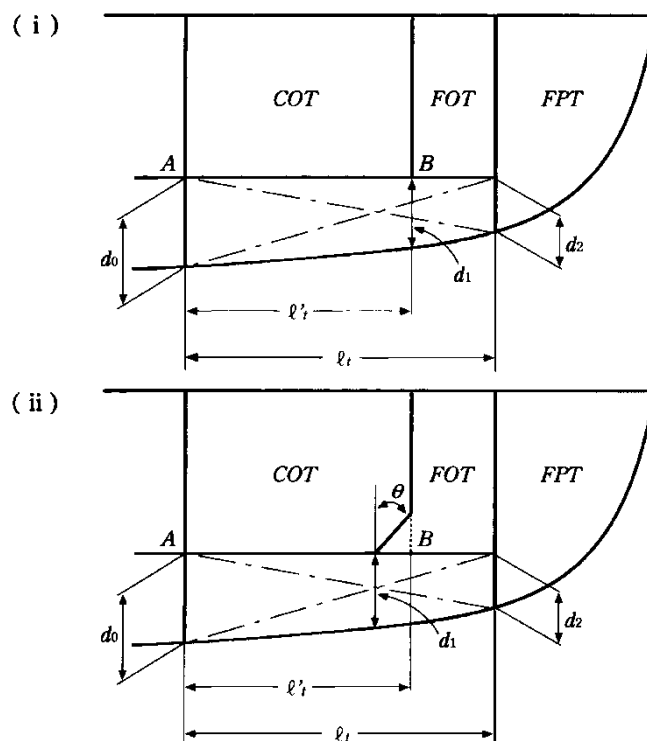 ( i )
COT FOT FPT
A B
d0 d1 d2
ℓ't
ℓt
( ii )
COT θ FOT FPT
A B
d0 d1 d2
ℓ't
ℓt